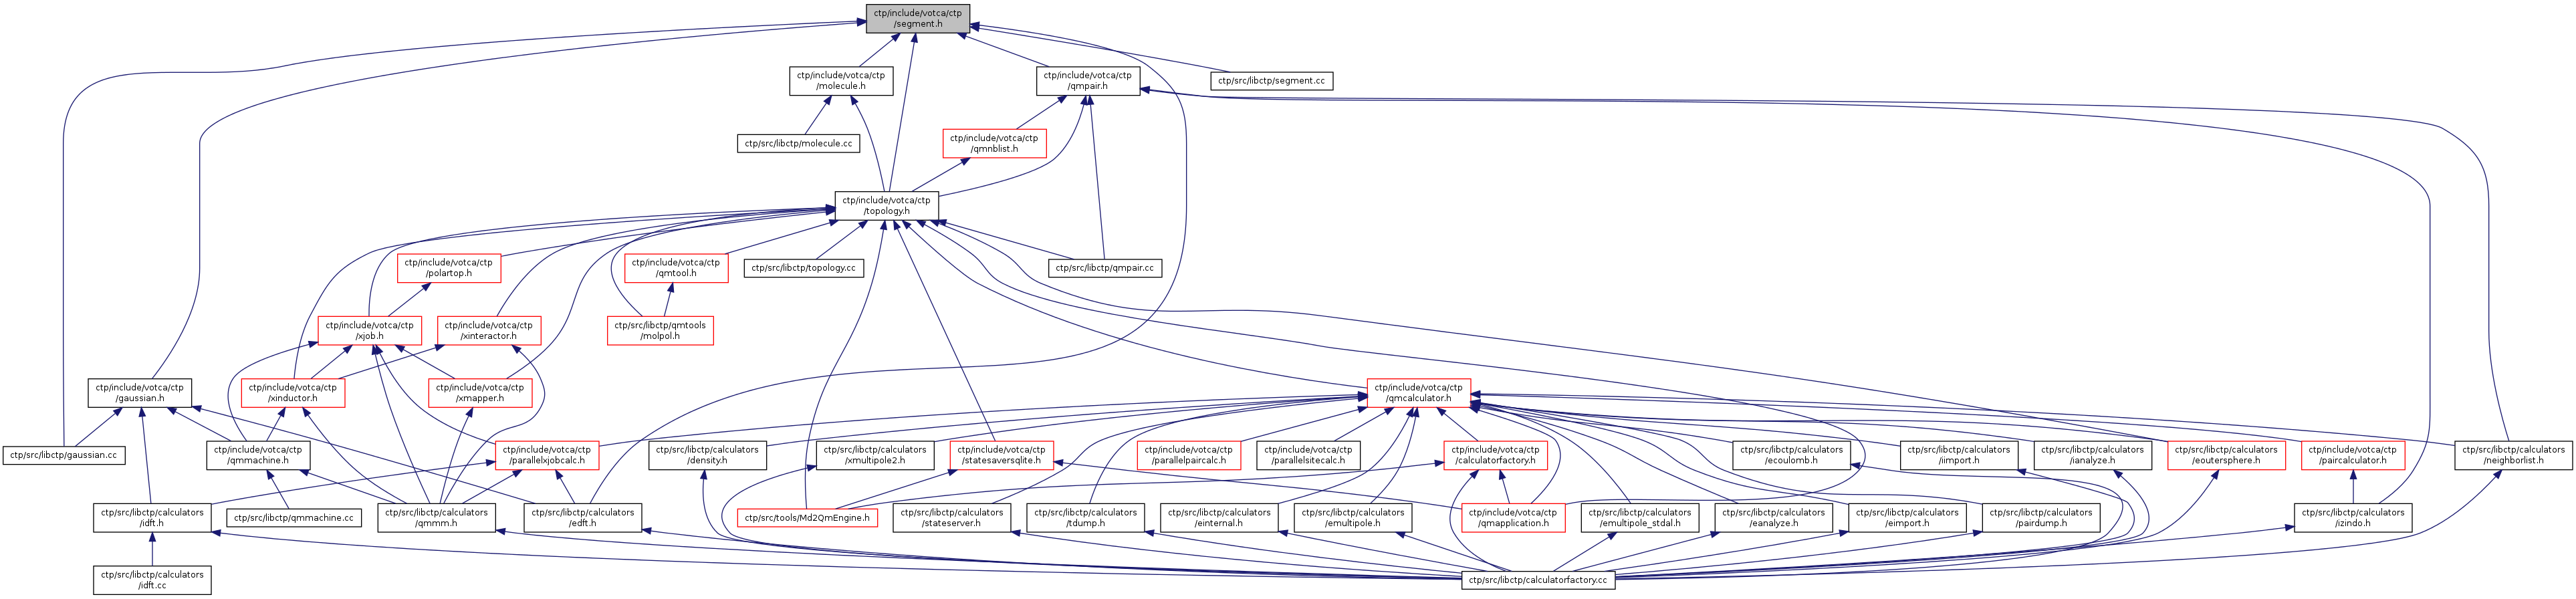 ctp/include/votca/ctp
/segment.h
ctp/include/votca/ctp
/molecule.h
ctp/include/votca/ctp
/qmpair.h
ctp/src/libctp/segment.cc
ctp/src/libctp/molecule.cc
ctp/include/votca/ctp
/qmnblist.h
ctp/include/votca/ctp
/topology.h
ctp/include/votca/ctp
/polartop.h
ctp/include/votca/ctp
/qmtool.h
ctp/src/libctp/topology.cc
ctp/src/libctp/qmpair.cc
ctp/include/votca/ctp
/xjob.h
ctp/include/votca/ctp
/xinteractor.h
ctp/src/libctp/qmtools
/molpol.h
ctp/include/votca/ctp
/gaussian.h
ctp/include/votca/ctp
/xinductor.h
ctp/include/votca/ctp
/xmapper.h
ctp/include/votca/ctp
/qmcalculator.h
ctp/src/libctp/gaussian.cc
ctp/include/votca/ctp
/qmmachine.h
ctp/include/votca/ctp
/parallelxjobcalc.h
ctp/src/libctp/calculators
/density.h
ctp/src/libctp/calculators
/xmultipole2.h
ctp/include/votca/ctp
/statesaversqlite.h
ctp/include/votca/ctp
/parallelpaircalc.h
ctp/include/votca/ctp
/parallelsitecalc.h
ctp/include/votca/ctp
/calculatorfactory.h
ctp/src/libctp/calculators
/ecoulomb.h
ctp/src/libctp/calculators
/iimport.h
ctp/src/libctp/calculators
/ianalyze.h
ctp/src/libctp/calculators
/eoutersphere.h
ctp/include/votca/ctp
/paircalculator.h
ctp/src/libctp/calculators
/neighborlist.h
ctp/src/libctp/calculators
/idft.h
ctp/src/libctp/qmmachine.cc
ctp/src/libctp/calculators
/qmmm.h
ctp/src/libctp/calculators
/edft.h
ctp/src/tools/Md2QmEngine.h
ctp/src/libctp/calculators
/stateserver.h
ctp/src/libctp/calculators
/tdump.h
ctp/src/libctp/calculators
/einternal.h
ctp/src/libctp/calculators
/emultipole.h
ctp/include/votca/ctp
/qmapplication.h
ctp/src/libctp/calculators
/emultipole_stdal.h
ctp/src/libctp/calculators
/eanalyze.h
ctp/src/libctp/calculators
/eimport.h
ctp/src/libctp/calculators
/pairdump.h
ctp/src/libctp/calculators
/izindo.h
ctp/src/libctp/calculators
/idft.cc
ctp/src/libctp/calculatorfactory.cc